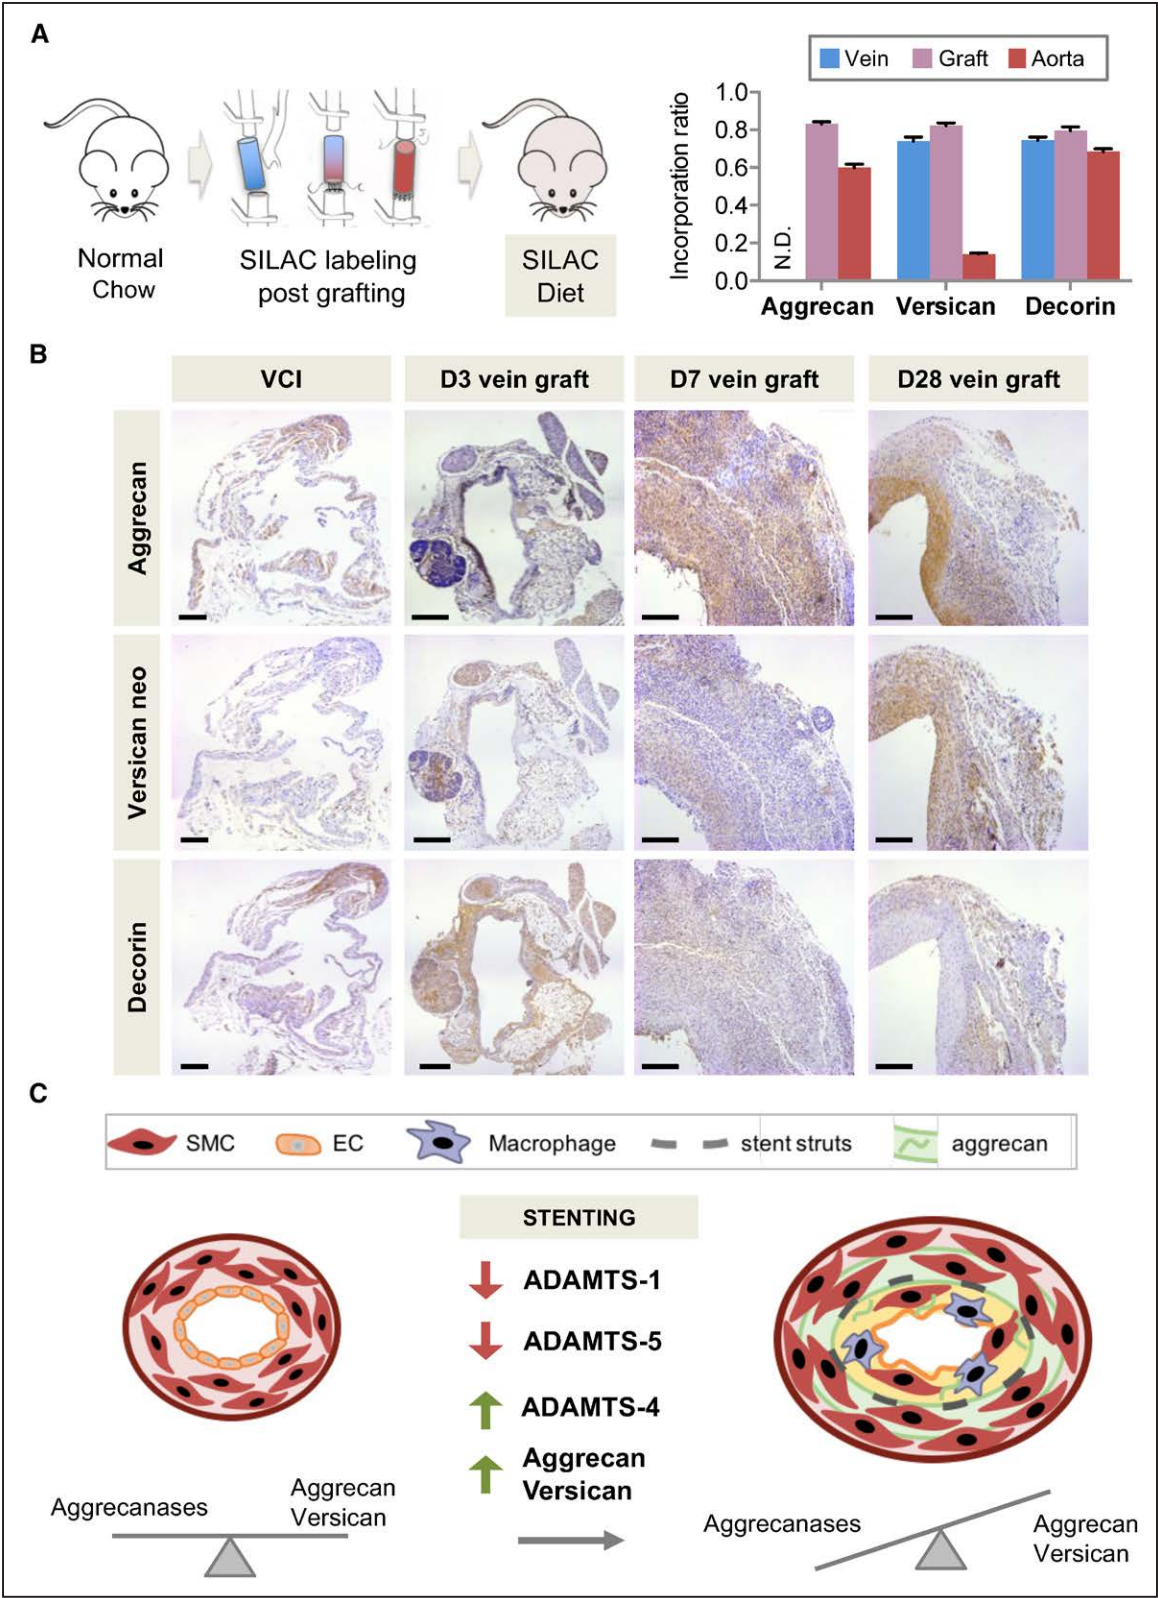 A
Vein Graft Aorta
Normal
Chow
SILAC labeling
post grafting
SILAC
Diet
Incorporation ratio
1.0
0.8
0.6
0.4
0.2
0.0
N.D.
Aggrecan Versican Decorin
B
VCI D3 vein graft D7 vein graft D28 vein graft
Aggrecan
Versican neo
Decorin
C
SMC EC Macrophage stent struts aggrecan
STENTING
ADAMTS-1
ADAMTS-5
ADAMTS-4
Aggrecan
Versican
Aggrecanases
Aggrecan
Versican
Aggrecanases
Aggrecan
Versican